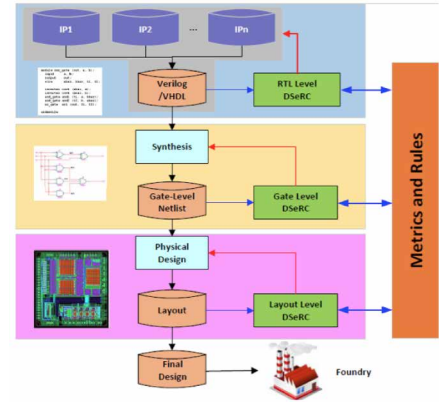 IP1
IP2
...
IPn
Verilog
/VHDL
RTL Level
DSeRC
Synthesis
Gate-Level
Netlist
Gate Level
DSeRC
Physical
Design
Layout
Layout Level
DSeRC
Final
Design
Foundry
Metrics and Rules